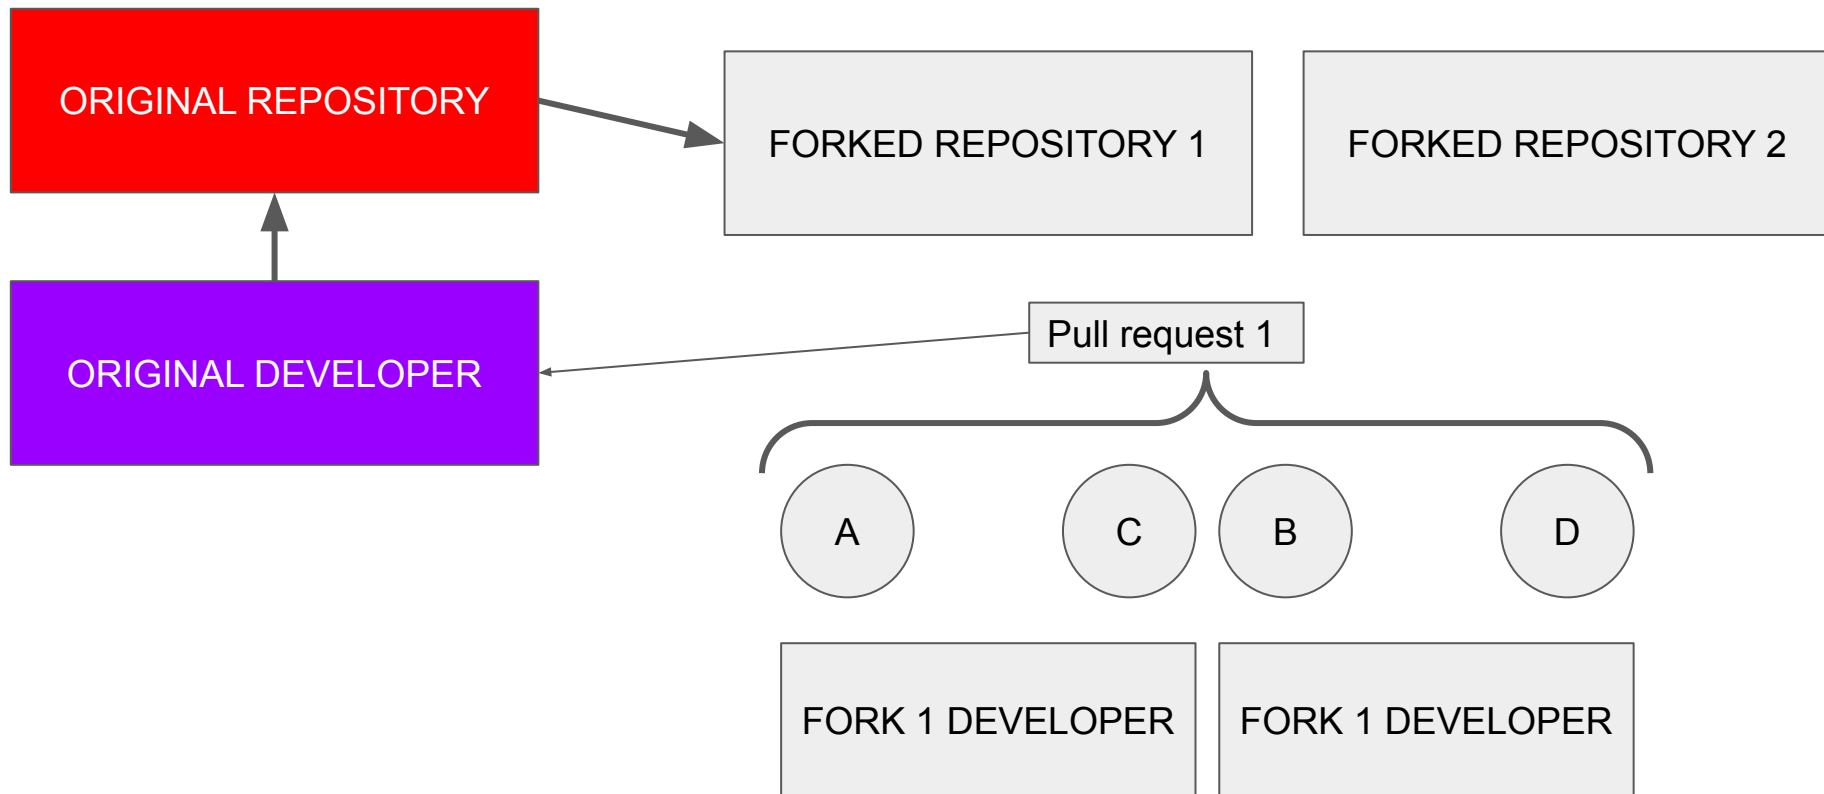 ORIGINAL REPOSITORY
FORKED REPOSITORY 1
FORKED REPOSITORY 2
ORIGINAL DEVELOPER
Pull request 1
A
C
B
D
FORK 1 DEVELOPER
FORK 1 DEVELOPER